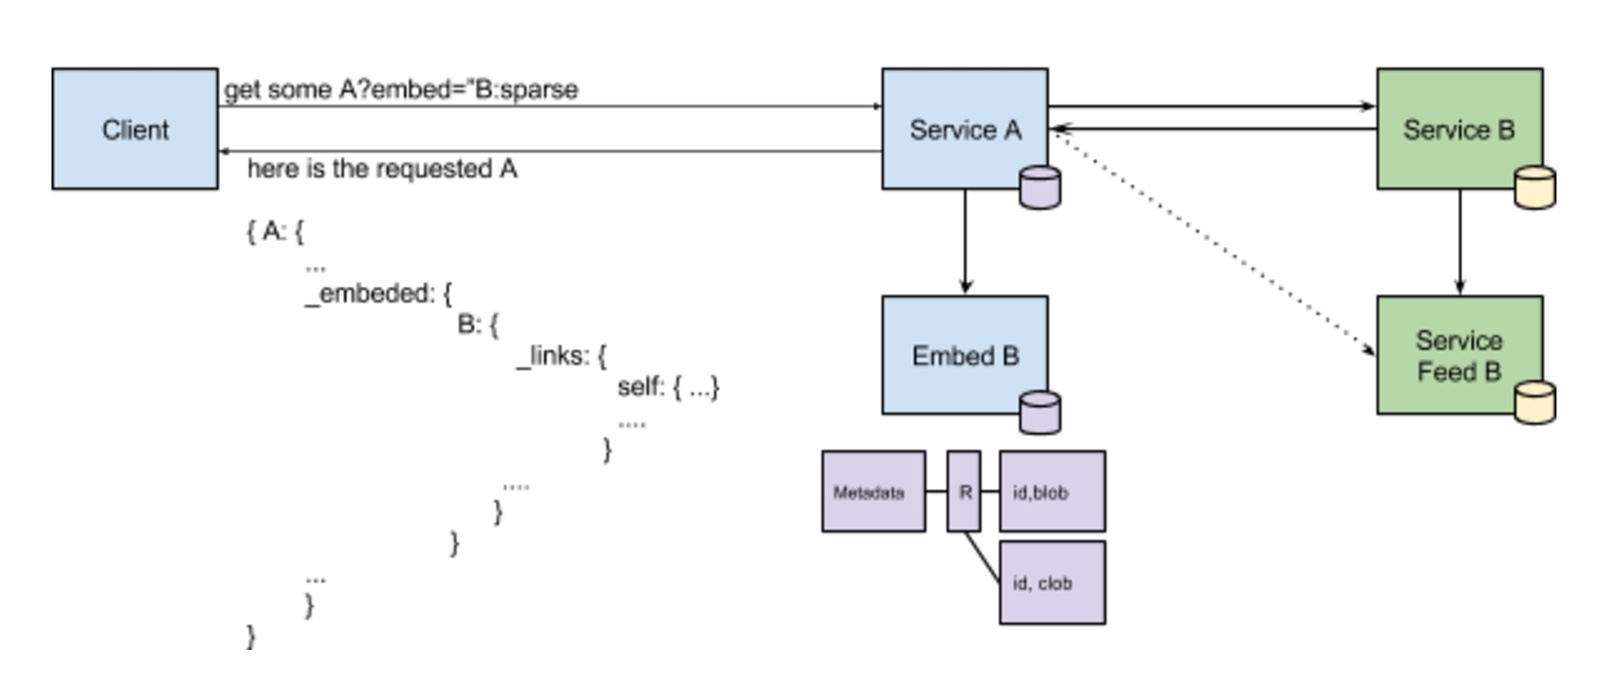 get some A?embed="B:sparse
Client
Service A
Service B
here is the requested A
{ A: {
...
_embeded: {
B: {
_links: {
self: { ...}
....
}
....
}
}
...
}
}
Embed B
Service
Feed B
Metadata
R
id,blob
id, clob